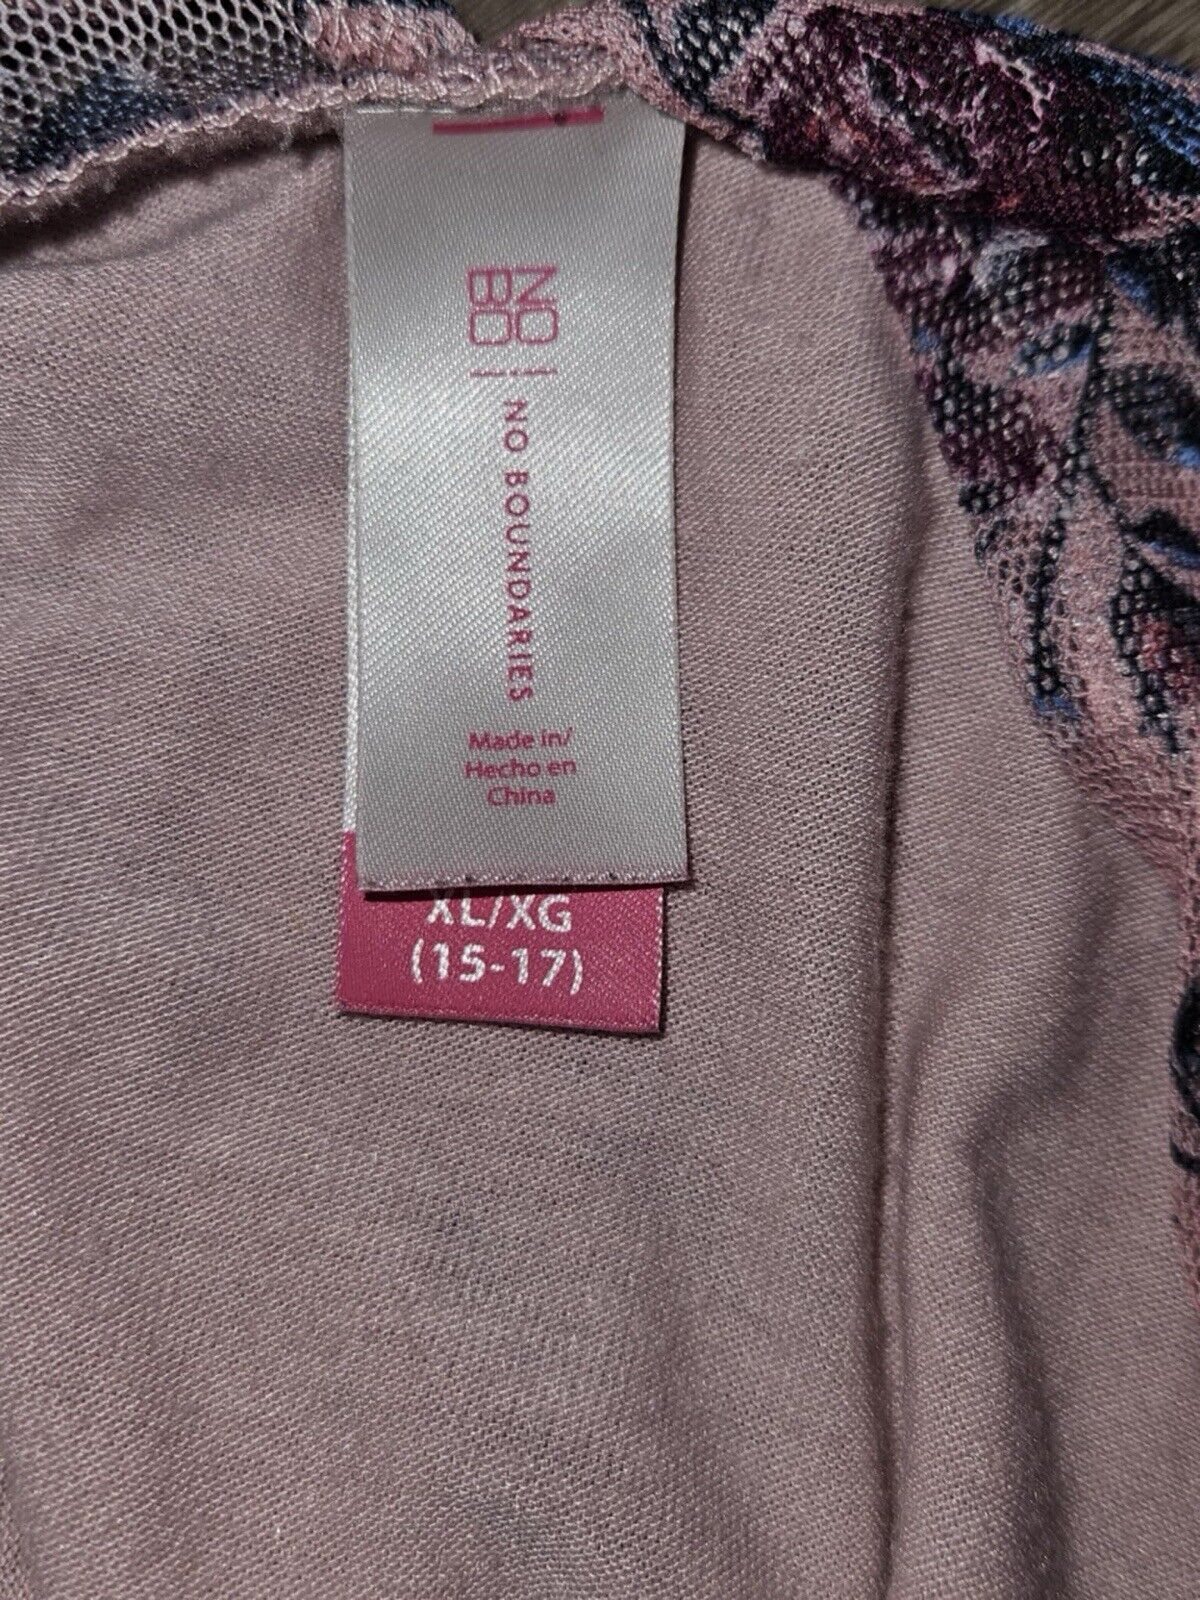 NO
BO
NO BOUNDARIES
Made in/
Hecho en
China
XL/XG
(15-17)